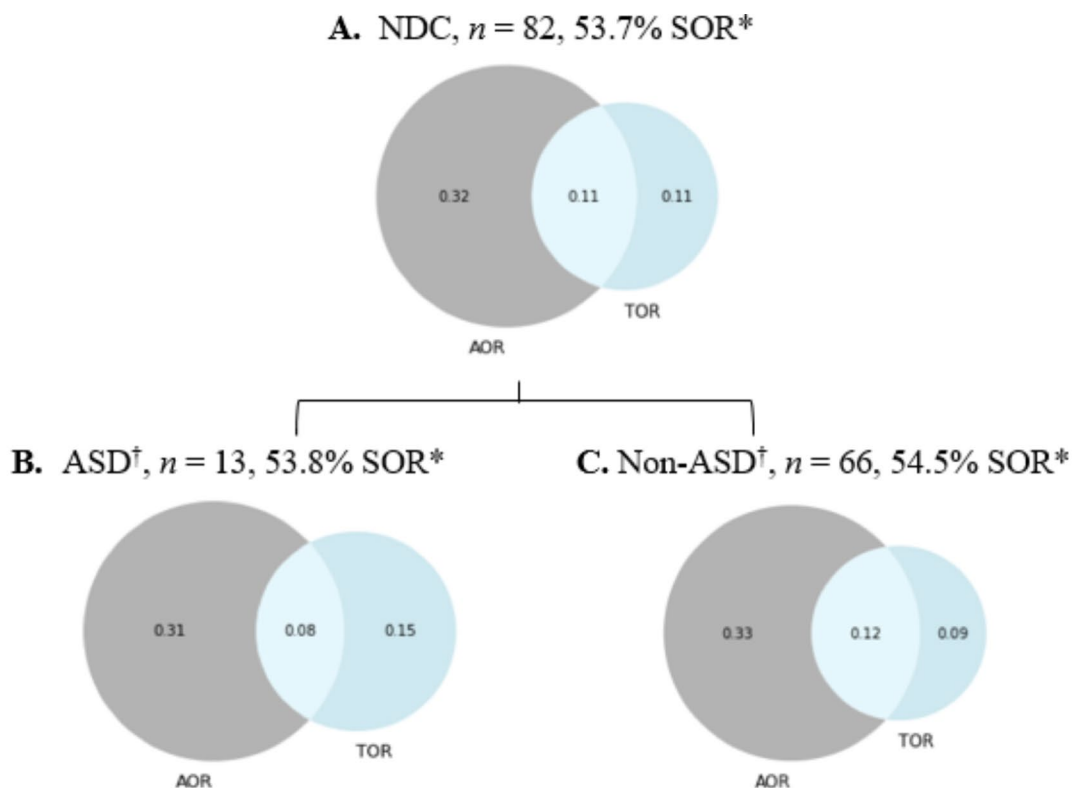 A. NDC, n = 82, 53.7% SOR*
0.32
0.11
0.11
TOR
AOR
B. ASD†, n = 13, 53.8% SOR*
C. Non-ASD†, n = 66, 54.5% SOR*
0.31
0.08
0.15
TOR
AOR
0.33
0.12
0.09
TOR
AOR